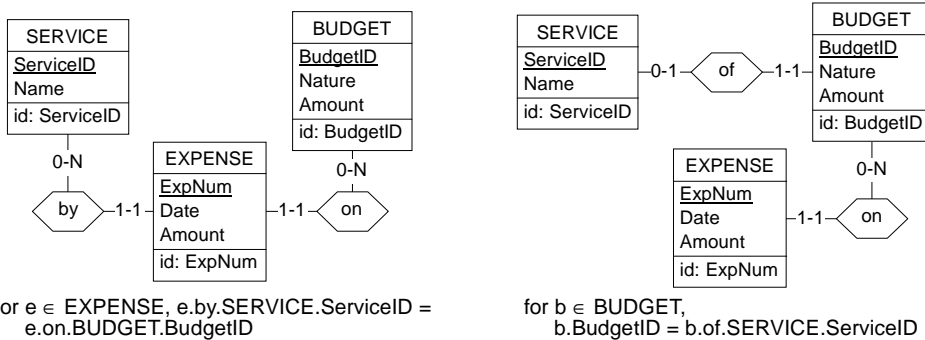 SERVICE
ServiceID
Name
id: ServiceID
BUDGET
BudgetID
Nature
Amount
id: BudgetID
0-N
0-N
EXPENSE
ExpNum
Date
Amount
id: ExpNum
by
1-1
1-1
on
or e ∈ EXPENSE, e.by.SERVICE.ServiceID =
e.on.BUDGET.BudgetID
SERVICE
ServiceID
Name
id: ServiceID
0-1
of
1-1
BUDGET
BudgetID
Nature
Amount
id: BudgetID
0-N
EXPENSE
ExpNum
Date
Amount
id: ExpNum
1-1
on
for b ∈ BUDGET,
b.BudgetID = b.of.SERVICE.ServiceID